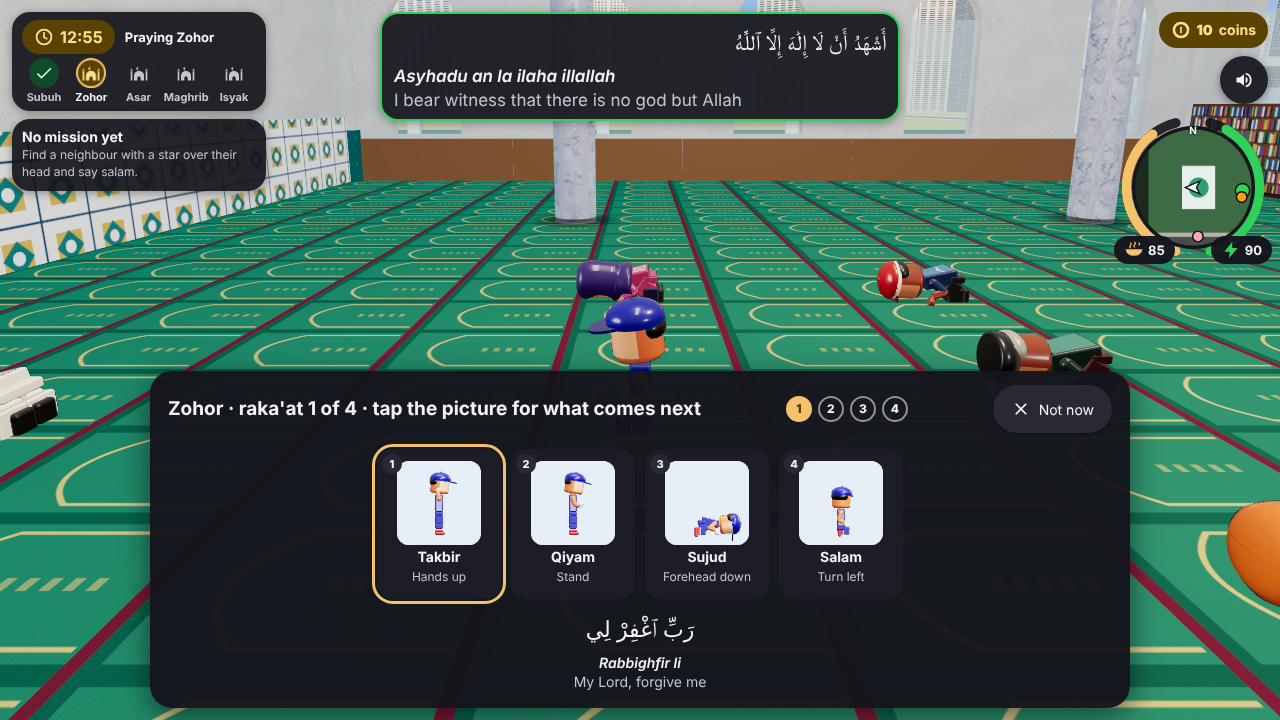 12:55
Praying Zohor
Subuh
Zohor
Asar
Maghrib
Isyak
No mission yet
Find a neighbour with a star over their
head and say salam.
أَشْهَدُ أَنْ لَا إِلَٰهَ إِلَّا ٱللَّٰهُ
Asyhadu an la ilaha illallah
I bear witness that there is no god but Allah
10 coins
N
85
90
Zohor · raka'at 1 of 4 · tap the picture for what comes next
1
2
3
4
Not now
1
Takbir
Hands up
2
Qiyam
Stand
3
Sujud
Forehead down
4
Salam
Turn left
رَبِّ ٱغْفِرْ لِي
Rabbighfir li
My Lord, forgive me